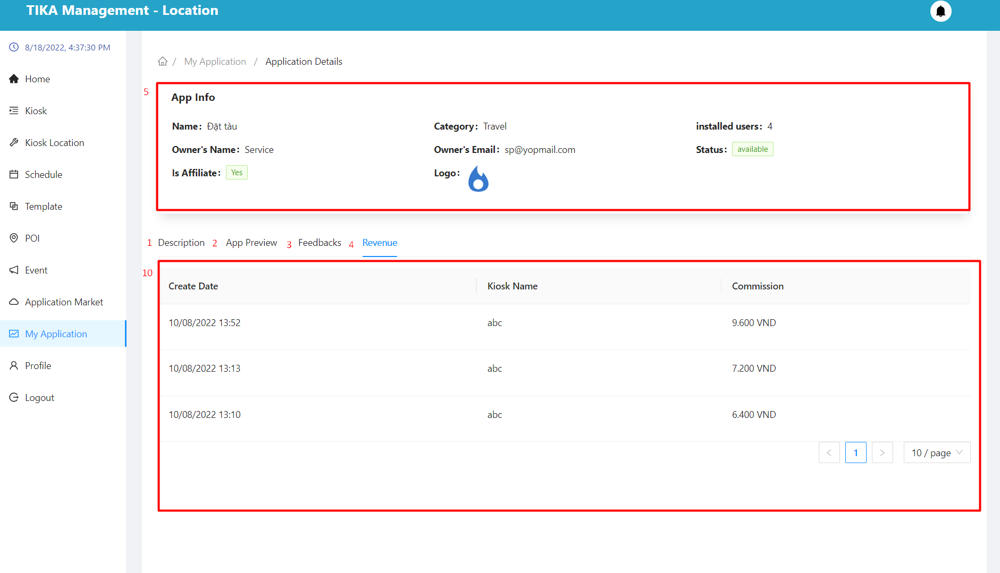 TIKA Management - Location
8/18/2022, 4:37:30 PM
Home
Kiosk
Kiosk Location
Schedule
Template
POI
Event
Application Market
My Application
Profile
Logout
/ My Application / Application Details
5
App Info
Name: Đặt tàu Category: Travel installed users: 4
Owner's Name: Service Owner's Email: sp@yopmail.com Status: available
Is Affiliate: Yes Logo:
1 Description 2 App Preview 3 Feedbacks 4 Revenue
10
Create Date Kiosk Name Commission
10/08/2022 13:52 abc 9.600 VND
10/08/2022 13:13 abc 7.200 VND
10/08/2022 13:10 abc 6.400 VND
< 1 > 10 / page